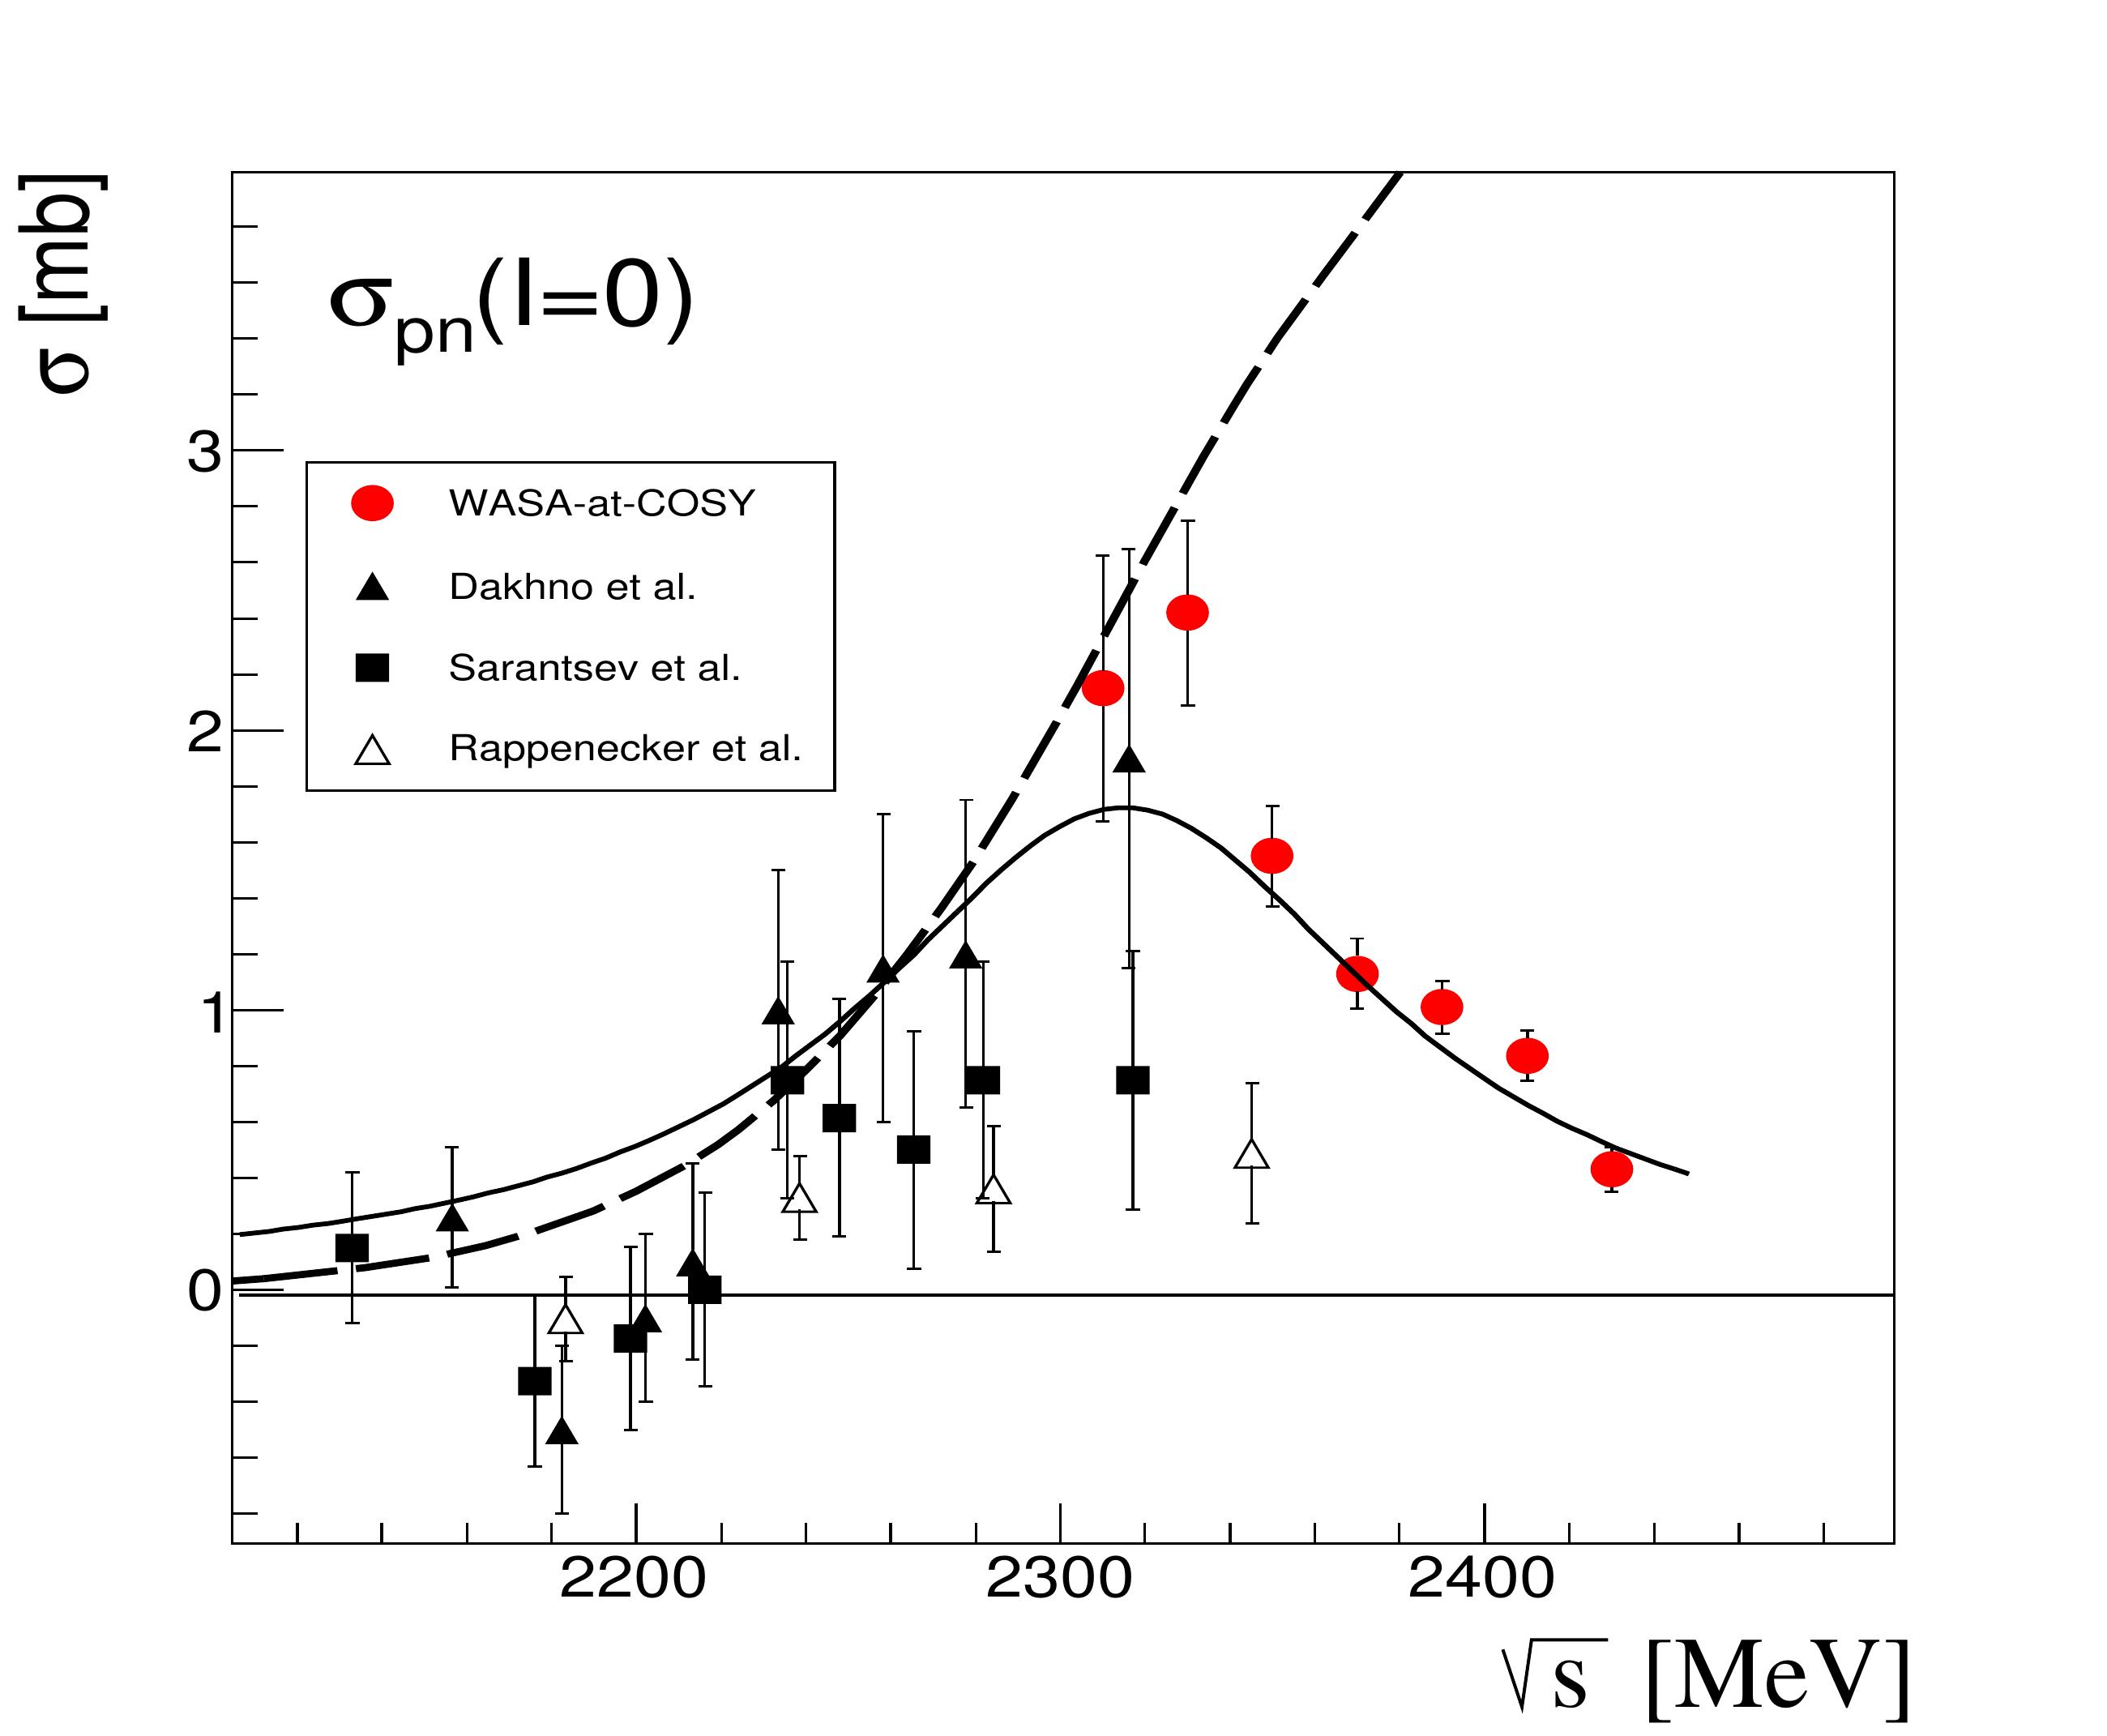 σ [mb]
σpn(I=0)
3
WASA-at-COSY
Dakhno et al.
Sarantsev et al.
2
Rappenecker et al.
1
0
2200 2300 2400
√s [MeV]